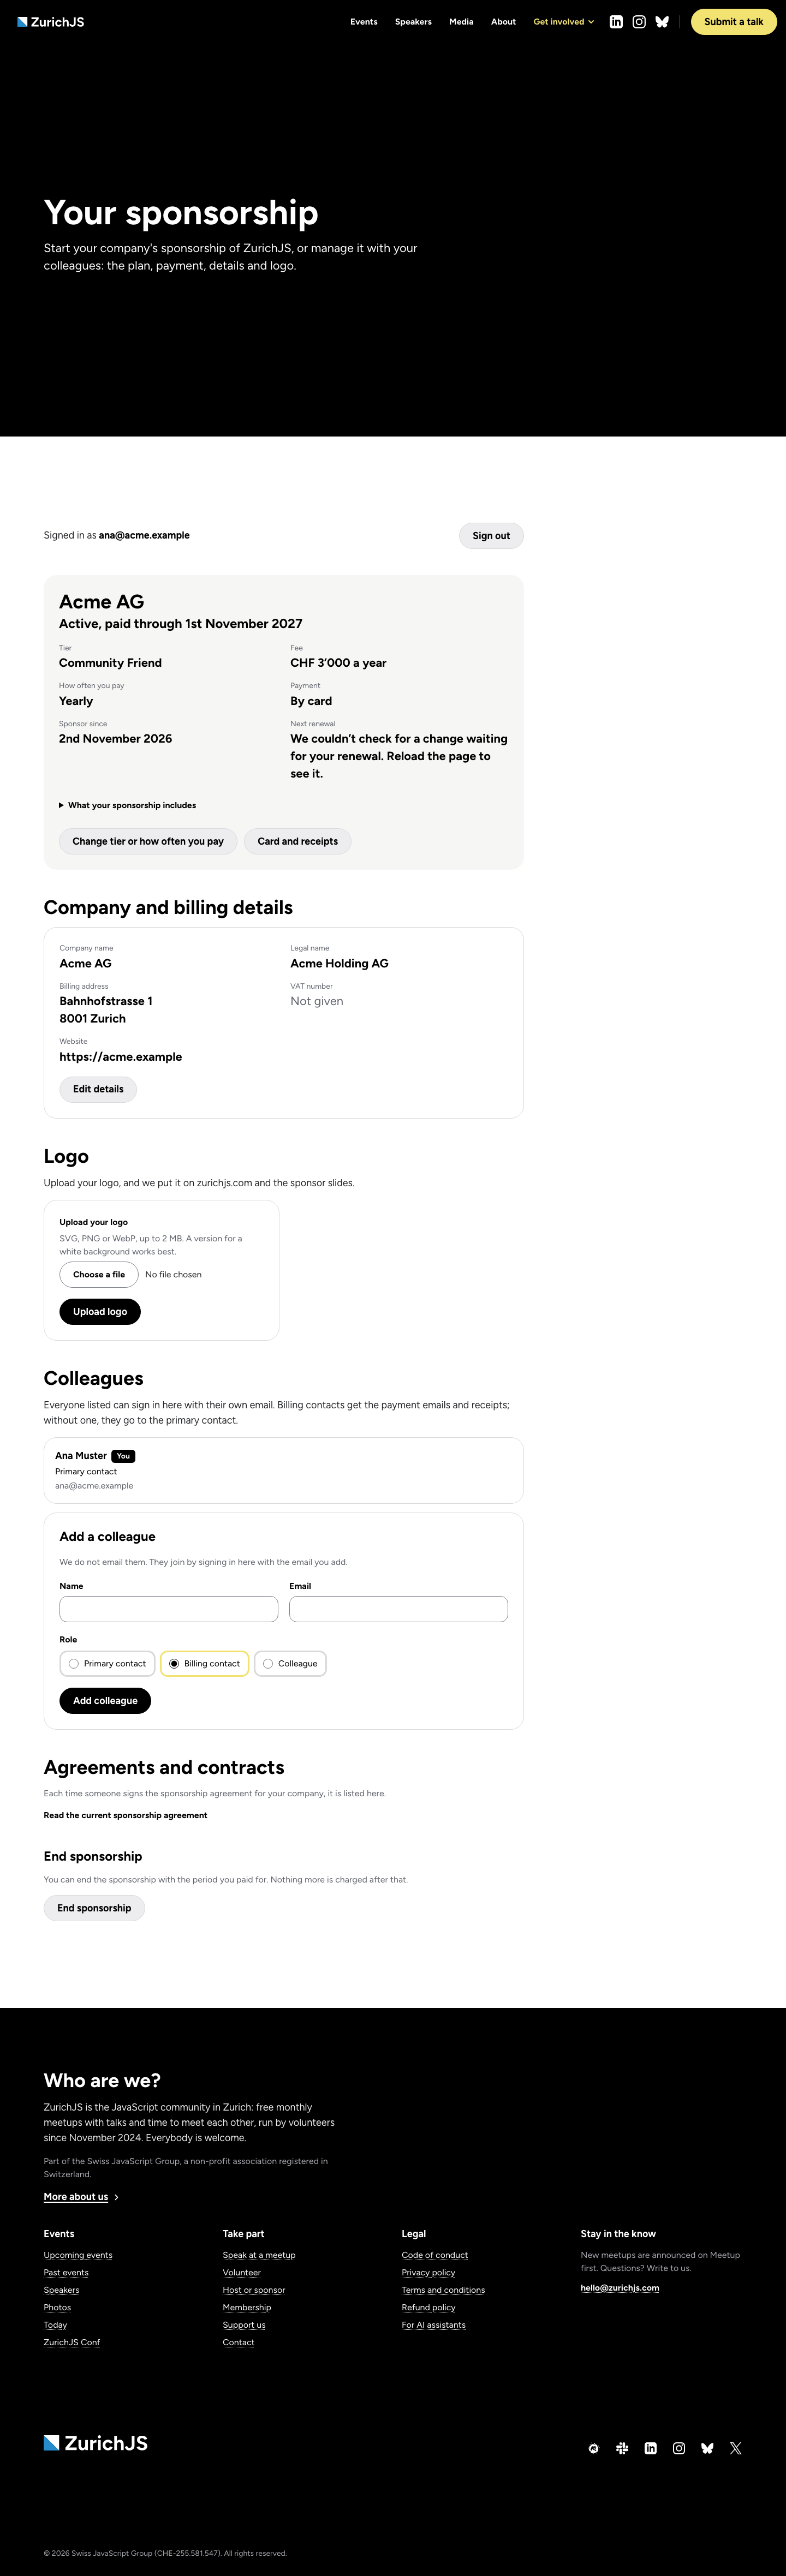 ZurichJS
Events
Speakers
Media
About
Get involved
Submit a talk
Your sponsorship
Start your company's sponsorship of ZurichJS, or manage it with your
colleagues: the plan, payment, details and logo.
Signed in as ana@acme.example
Sign out
Acme AG
Active, paid through 1st November 2027
Tier
Community Friend
Fee
CHF 3’000 a year
How often you pay
Yearly
Payment
By card
Sponsor since
2nd November 2026
Next renewal
We couldn’t check for a change waiting
for your renewal. Reload the page to
see it.
What your sponsorship includes
Change tier or how often you pay
Card and receipts
Company and billing details
Company name
Acme AG
Legal name
Acme Holding AG
Billing address
Bahnhofstrasse 1
8001 Zurich
VAT number
Not given
Website
https://acme.example
Edit details
Logo
Upload your logo, and we put it on zurichjs.com and the sponsor slides.
Upload your logo
SVG, PNG or WebP, up to 2 MB. A version for a
white background works best.
Choose a file
No file chosen
Upload logo
Colleagues
Everyone listed can sign in here with their own email. Billing contacts get the payment emails and receipts;
without one, they go to the primary contact.
Ana Muster You
Primary contact
ana@acme.example
Add a colleague
We do not email them. They join by signing in here with the email you add.
Name
Email
Role
Primary contact
Billing contact
Colleague
Add colleague
Agreements and contracts
Each time someone signs the sponsorship agreement for your company, it is listed here.
Read the current sponsorship agreement
End sponsorship
You can end the sponsorship with the period you paid for. Nothing more is charged after that.
End sponsorship
Who are we?
ZurichJS is the JavaScript community in Zurich: free monthly
meetups with talks and time to meet each other, run by volunteers
since November 2024. Everybody is welcome.
Part of the Swiss JavaScript Group, a non-profit association registered in
Switzerland.
More about us
Events
Upcoming events
Past events
Speakers
Photos
Today
ZurichJS Conf
Take part
Speak at a meetup
Volunteer
Host or sponsor
Membership
Support us
Contact
Legal
Code of conduct
Privacy policy
Terms and conditions
Refund policy
For AI assistants
Stay in the know
New meetups are announced on Meetup
first. Questions? Write to us.
hello@zurichjs.com
ZurichJS
© 2026 Swiss JavaScript Group (CHE-255.581.547). All rights reserved.